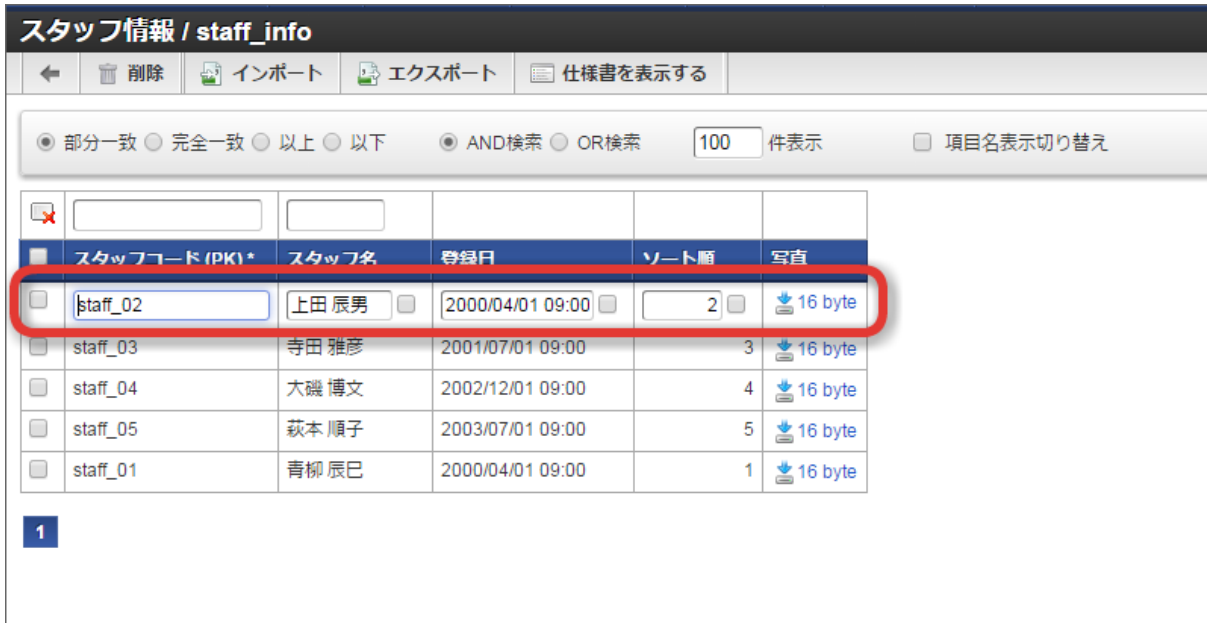 スタッフ情報 / staff_info
削除 インポート エクスポート 仕様書を表示する
部分一致 完全一致 以上 以下 AND検索 OR検索 100 件表示 項目名表示切り替え
スタッフコード (PK) * スタッフ名 登録日 ソート順 写真
staff_02 上田 辰男 2000/04/01 09:00 2 16 byte
staff_03 寺田 雅彦 2001/07/01 09:00 3 16 byte
staff_04 大磯 博文 2002/12/01 09:00 4 16 byte
staff_05 萩本 順子 2003/07/01 09:00 5 16 byte
staff_01 青柳 辰巳 2000/04/01 09:00 1 16 byte
1